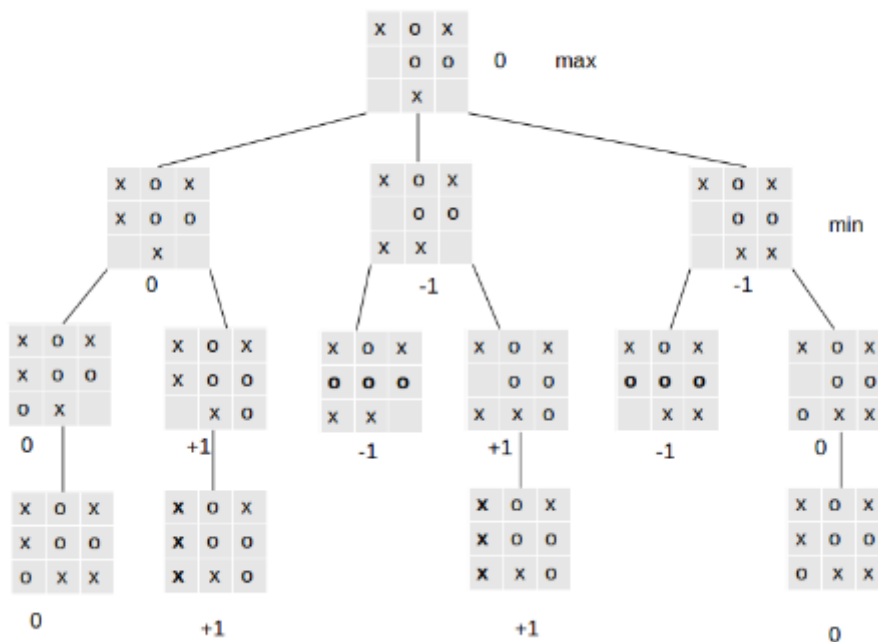 x o x
o o 0 max
x
x o x x o x x o x
x o o o o o o min
x x x x x
0 -1 -1
x o x x o x x o x x o x x o x x o x
x o o x o o o o o o o o o o o o
o x x o x x x x o x x o x x
0 +1 -1 +1 -1 0
x o x x o x x o x x o x
x o o x o o x o o x o o
o x x x x o x x o o x x
0 +1 +1 0